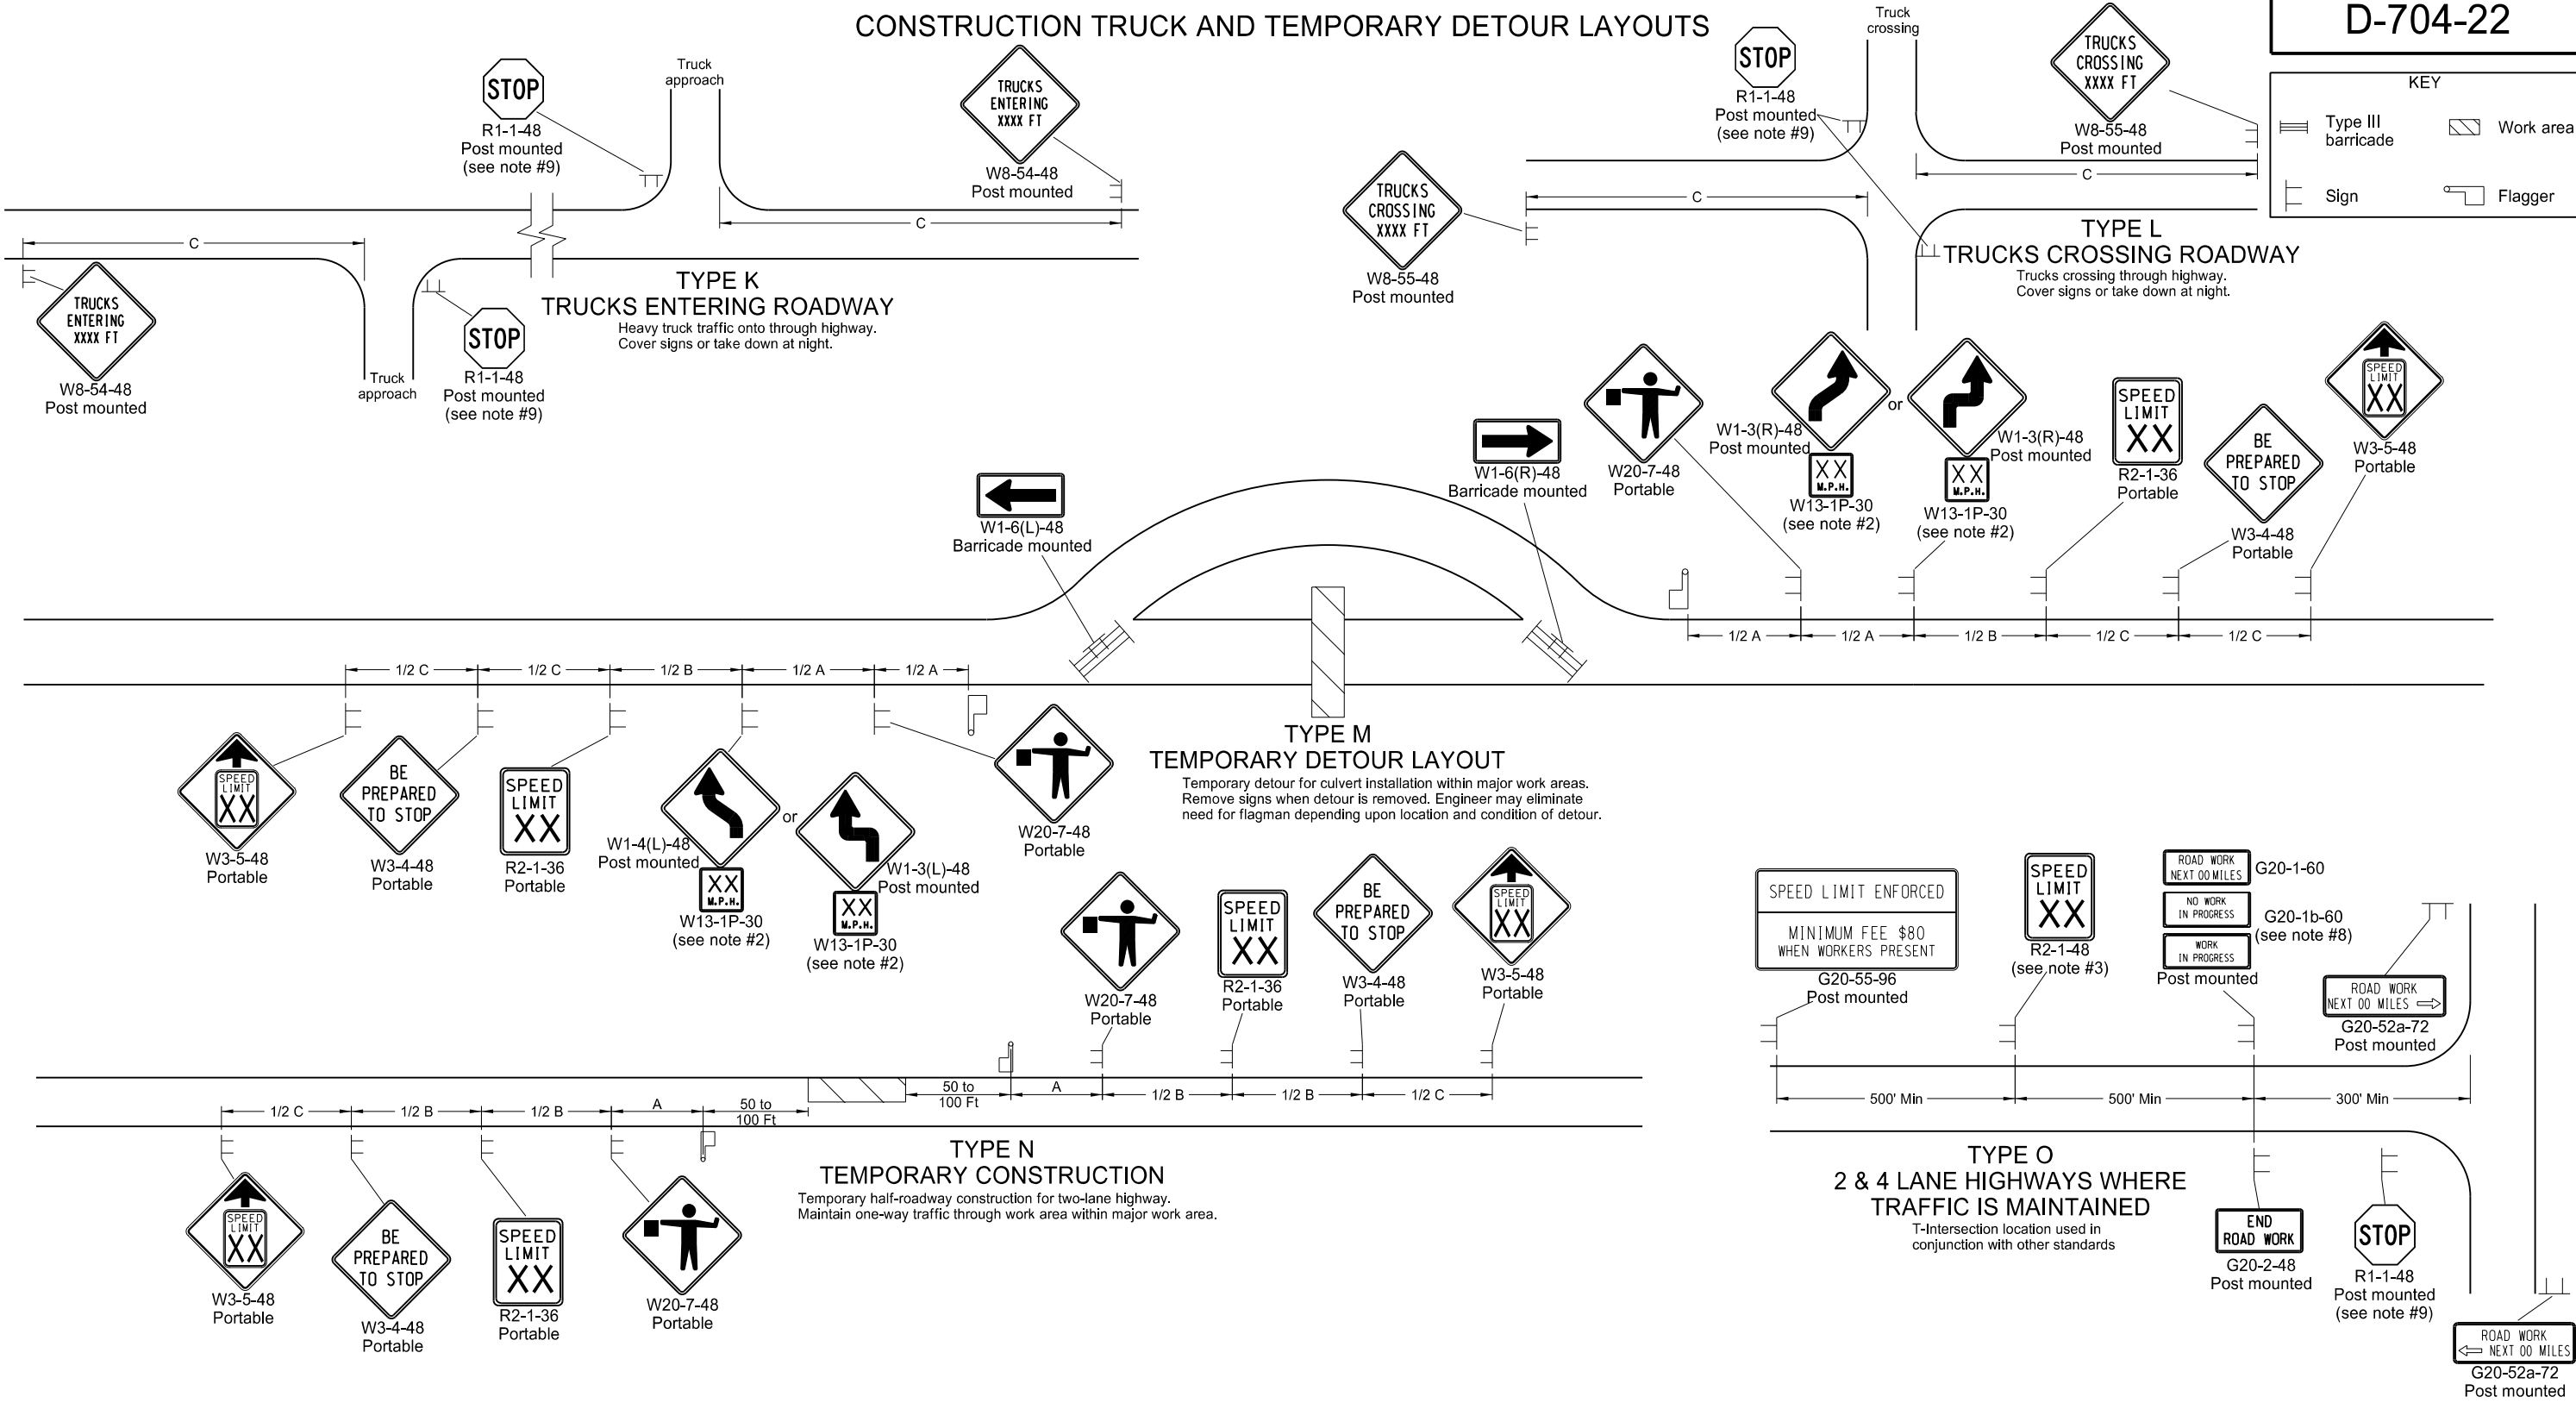 CONSTRUCTION TRUCK AND TEMPORARY DETOUR LAYOUTS
D-704-22
KEY
Type III
barricade
Work area
Sign
Flagger
STOP
R1-1-48
Post mounted
(see note #9)
Truck
approach
TRUCKS
ENTERING
XXXX FT
W8-54-48
Post mounted
C
C
TRUCKS
ENTERING
XXXX FT
W8-54-48
Post mounted
Truck
approach
STOP
R1-1-48
Post mounted
(see note #9)
TYPE K
TRUCKS ENTERING ROADWAY
Heavy truck traffic onto through highway.
Cover signs or take down at night.
STOP
R1-1-48
Post mounted
(see note #9)
Truck
crossing
TRUCKS
CROSSING
XXXX FT
W8-55-48
Post mounted
C
C
TRUCKS
CROSSING
XXXX FT
W8-55-48
Post mounted
TYPE L
TRUCKS CROSSING ROADWAY
Trucks crossing through highway.
Cover signs or take down at night.
W1-6(L)-48
Barricade mounted
W1-6(R)-48
Barricade mounted
W20-7-48
Portable
W1-3(R)-48
Post mounted
XX
M.P.H.
W13-1P-30
(see note #2)
or
W1-3(R)-48
Post mounted
XX
M.P.H.
W13-1P-30
(see note #2)
SPEED
LIMIT
XX
R2-1-36
Portable
BE
PREPARED
TO STOP
W3-4-48
Portable
SPEED
LIMIT
XX
W3-5-48
Portable
1/2 A
1/2 A
1/2 B
1/2 C
1/2 C
1/2 C
1/2 C
1/2 B
1/2 A
1/2 A
SPEED
LIMIT
XX
W3-5-48
Portable
BE
PREPARED
TO STOP
W3-4-48
Portable
SPEED
LIMIT
XX
R2-1-36
Portable
W1-4(L)-48
Post mounted
XX
M.P.H.
W13-1P-30
(see note #2)
or
W1-3(L)-48
Post mounted
XX
M.P.H.
W13-1P-30
(see note #2)
W20-7-48
Portable
TYPE M
TEMPORARY DETOUR LAYOUT
Temporary detour for culvert installation within major work areas.
Remove signs when detour is removed. Engineer may eliminate
need for flagman depending upon location and condition of detour.
W20-7-48
Portable
SPEED
LIMIT
XX
R2-1-36
Portable
BE
PREPARED
TO STOP
W3-4-48
Portable
SPEED
LIMIT
XX
W3-5-48
Portable
50 to
100 Ft
A
1/2 B
1/2 B
1/2 C
1/2 C
1/2 B
1/2 B
A
50 to
100 Ft
SPEED
LIMIT
XX
W3-5-48
Portable
BE
PREPARED
TO STOP
W3-4-48
Portable
SPEED
LIMIT
XX
R2-1-36
Portable
W20-7-48
Portable
TYPE N
TEMPORARY CONSTRUCTION
Temporary half-roadway construction for two-lane highway.
Maintain one-way traffic through work area within major work area.
SPEED LIMIT ENFORCED
MINIMUM FEE $80
WHEN WORKERS PRESENT
G20-55-96
Post mounted
SPEED
LIMIT
XX
R2-1-48
(see note #3)
ROAD WORK
NEXT 00 MILES
G20-1-60
NO WORK
IN PROGRESS
G20-1b-60
(see note #8)
WORK
IN PROGRESS
Post mounted
ROAD WORK
NEXT 00 MILES
G20-52a-72
Post mounted
500' Min
500' Min
300' Min
TYPE O
2 & 4 LANE HIGHWAYS WHERE
TRAFFIC IS MAINTAINED
T-Intersection location used in
conjunction with other standards
END
ROAD WORK
G20-2-48
Post mounted
STOP
R1-1-48
Post mounted
(see note #9)
ROAD WORK
NEXT 00 MILES
G20-52a-72
Post mounted